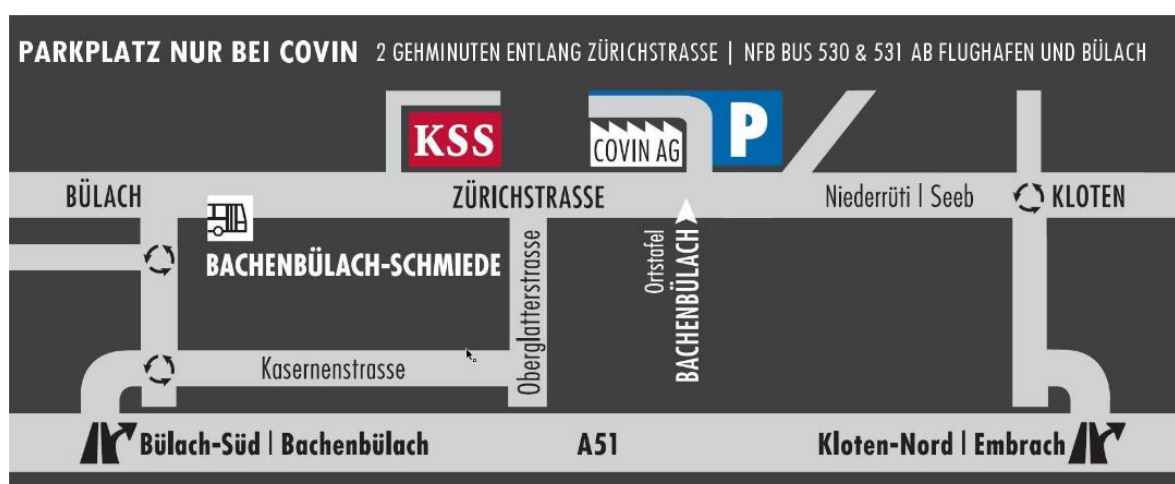 PARKPLATZ NUR BEI COVIN 2 GEHMINUTEN ENTLANG ZÜRICHSTRASSE | NFB BUS 530 & 531 AB FLUGHAFEN UND BÜLACH
KSS
COVIN AG
P
BÜLACH
ZÜRICHSTRASSE
Niederrüti | Seeb
KLOTEN
BACHENBÜLACH-SCHMIEDE
Oberglatterstrasse
Ortstafel
BACHENBÜLACH
Kasernenstrasse
Bülach-Süd | Bachenbülach
A51
Kloten-Nord | Embrach